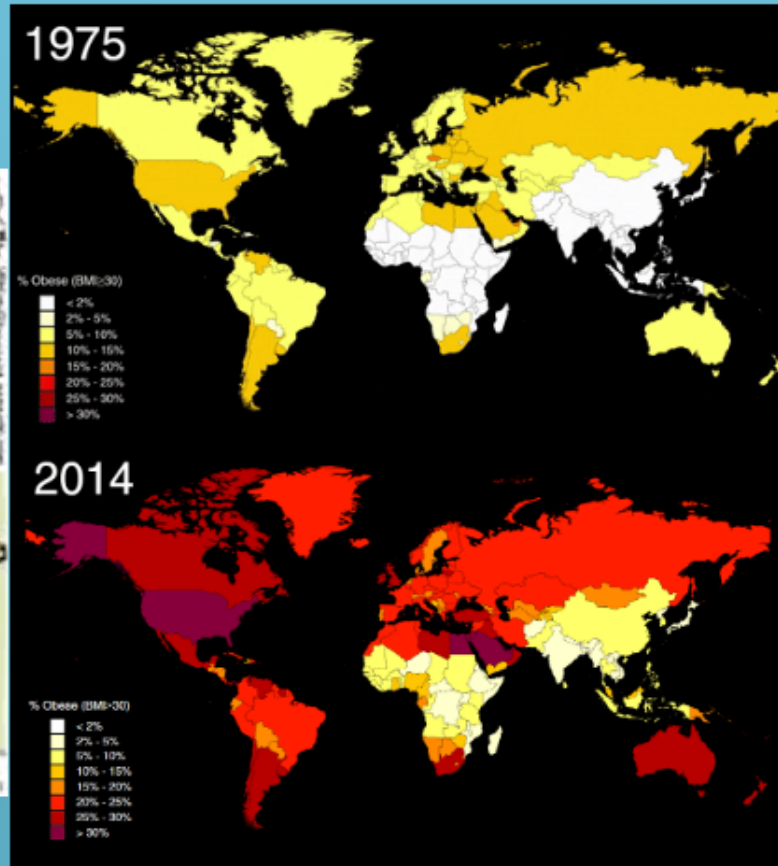 1975
% Obese (BMI≥30)
< 2%
2% - 5%
5% - 10%
10% - 15%
15% - 20%
20% - 25%
25% - 30%
> 30%
2014
% Obese (BMI>30)
< 2%
2% - 5%
5% - 10%
10% - 15%
15% - 20%
20% - 25%
25% - 30%
> 30%